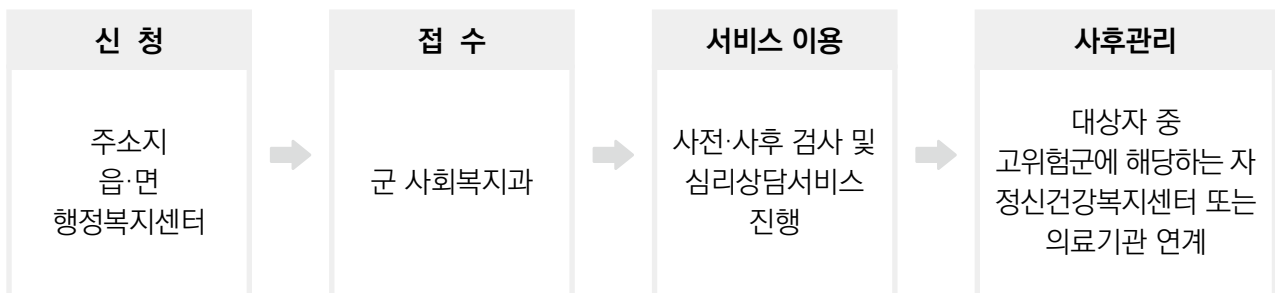 신 청
주소지
읍·면
행정복지센터
접 수
군 사회복지과
서비스 이용
사전·사후 검사 및
심리상담서비스
진행
사후관리
대상자 중
고위험군에 해당하는 자
정신건강복지센터 또는
의료기관 연계